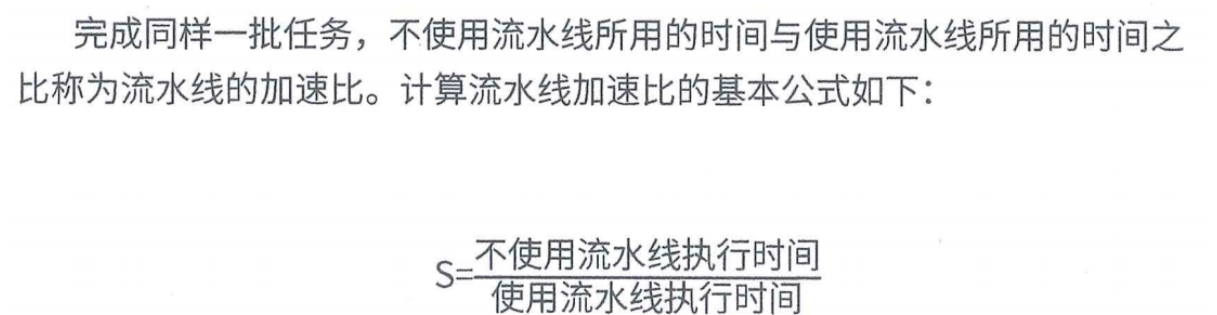 完成同样一批任务，不使用流水线所用的时间与使用流水线所用的时间之
比称为流水线的加速比。计算流水线加速比的基本公式如下：
S=不使用流水线执行时间
使用流水线执行时间